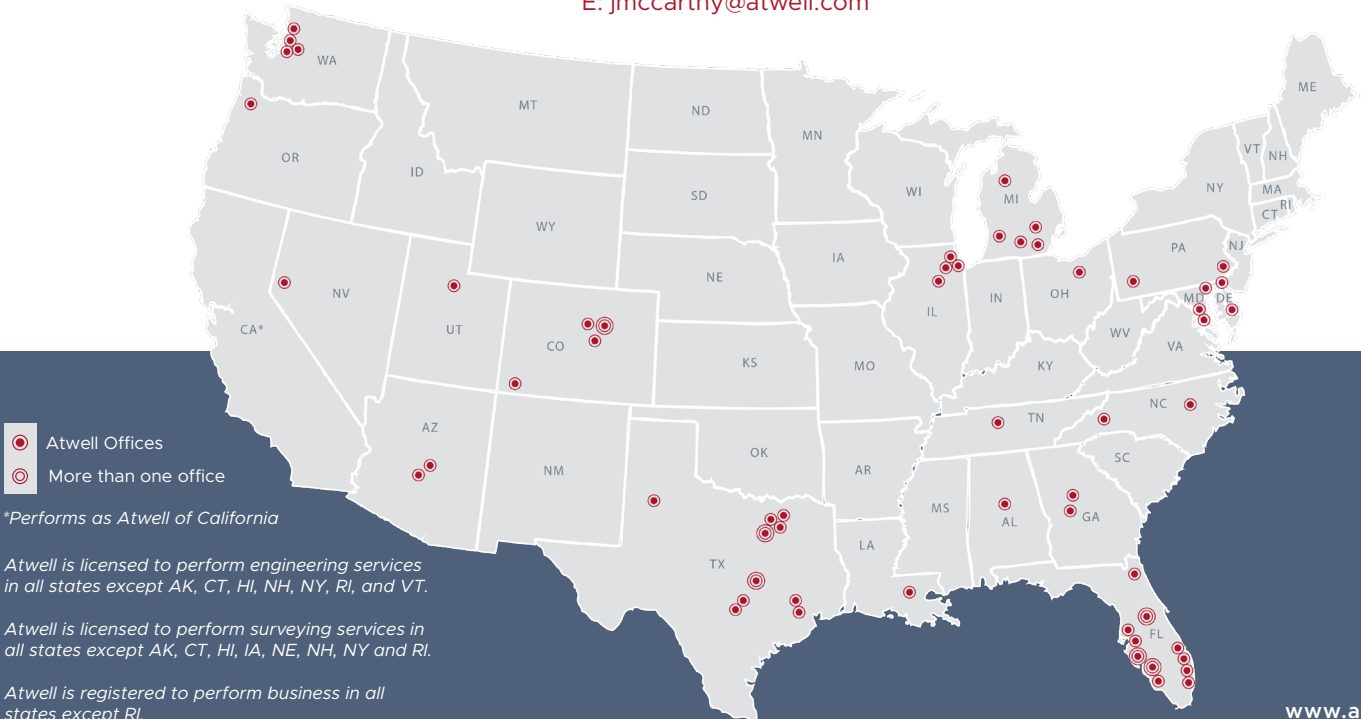 E: jmccarthy@atwell.com
WA
MT
ND
MN
ME
OR
ID
WI
MI
VT
NH
NY
MA
CT
RI
SD
WY
IA
PA
NJ
NV
NE
IL
IN
OH
MD
DE
CA*
UT
CO
WV
VA
KS
MO
KY
AZ
NM
OK
AR
TN
NC
SC
MS
AL
GA
LA
TX
FL
Atwell Offices
More than one office
*Performs as Atwell of California
Atwell is licensed to perform engineering services
in all states except AK, CT, HI, NH, NY, RI, and VT.
Atwell is licensed to perform surveying services in
all states except AK, CT, HI, IA, NE, NH, NY and RI.
Atwell is registered to perform business in all
states except RI.
www.a